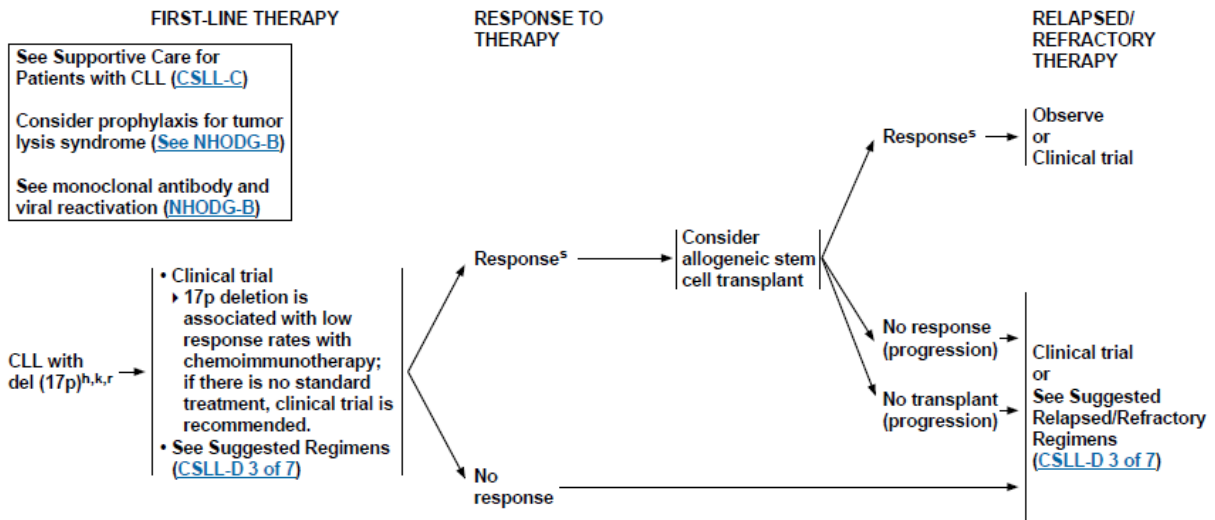 FIRST-LINE THERAPY
RESPONSE TO
THERAPY
RELAPSED/
REFRACTORY
THERAPY
See Supportive Care for
Patients with CLL (CSLL-C)
Consider prophylaxis for tumor
lysis syndrome (See NHODG-B)
See monoclonal antibody and
viral reactivation (NHODG-B)
CLL with
del (17p)h,k,r
• Clinical trial
17p deletion is
associated with low
response rates with
chemoimmunotherapy;
if there is no standard
treatment, clinical trial is
recommended.
• See Suggested Regimens
(CSLL-D 3 of 7)
Responses
Consider
allogeneic stem
cell transplant
Responses
Observe
or
Clinical trial
No response
(progression)
No transplant
(progression)
No
response
Clinical trial
or
See Suggested
Relapsed/Refractory
Regimens
(CSLL-D 3 of 7)